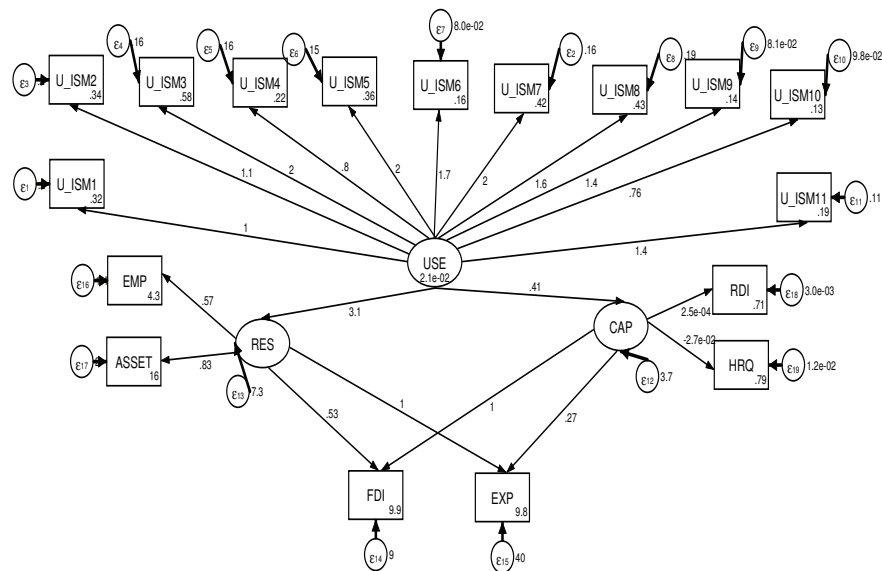 ε7 8.0e-02
ε4 .16
ε5 .16
ε6 .15
ε2 .16
ε8 .19
ε9 8.1e-02
ε10 9.8e-02
ε3
U_ISM2 .34
U_ISM3 .58
U_ISM4 .22
U_ISM5 .36
U_ISM6 .16
U_ISM7 .42
U_ISM8 .43
U_ISM9 .14
U_ISM10 .13
1.1
2
.8
2
1.7
2
1.6
1.4
.76
ε1
U_ISM1 .32
1
U_ISM11 .19
ε11 .11
1.4
USE 2.1e-02
ε16
EMP 4.3
.57
3.1
.41
RDI .71
ε18 3.0e-03
2.5e-04
RES
CAP
-2.7e-02
ε17
ASSET 16
.83
HRQ .79
ε19 1.2e-02
ε13 7.3
ε12 3.7
.53
1
1
.27
FDI 9.9
EXP 9.8
ε14 9
ε15 40